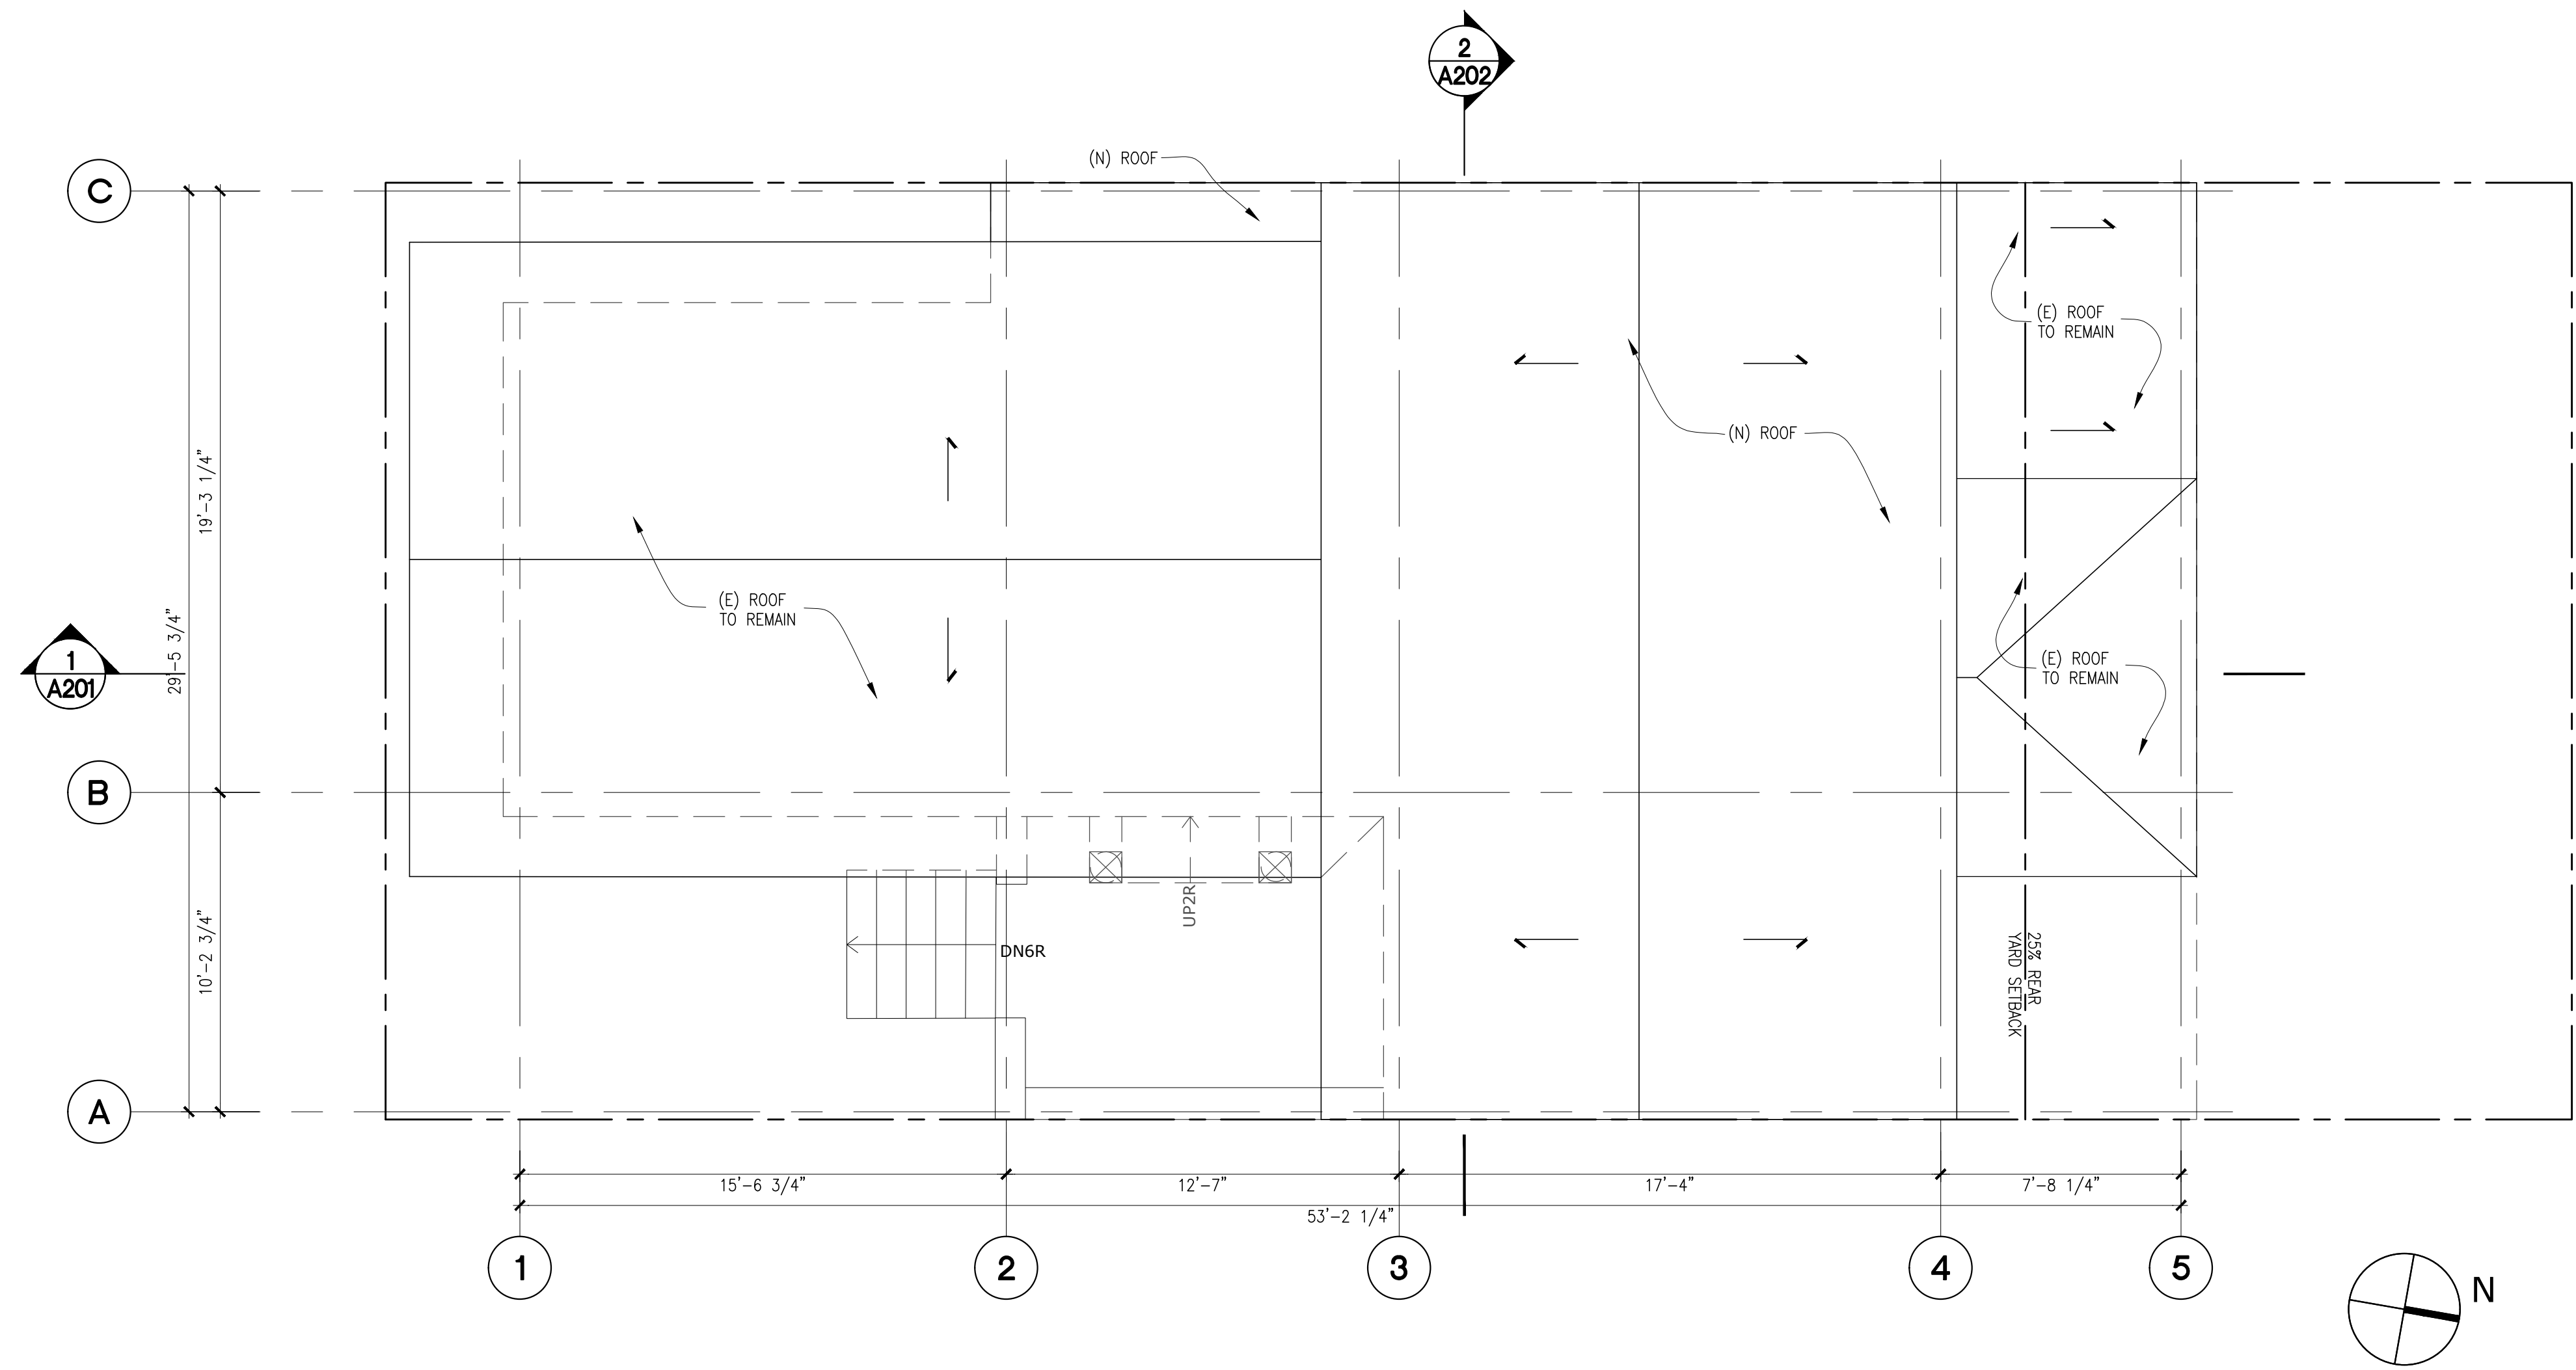 2
A202
(N) ROOF
C
(E) ROOF
TO REMAIN
19'-3 1/4"
(N) ROOF
29'-5 3/4"
(E) ROOF
TO REMAIN
1
A201
(E) ROOF
TO REMAIN
B
UP2R
DN6R
10'-2 3/4"
25% REAR
YARD SETBACK
A
15'-6 3/4"
12'-7"
17'-4"
7'-8 1/4"
53'-2 1/4"
1
2
3
4
5
N